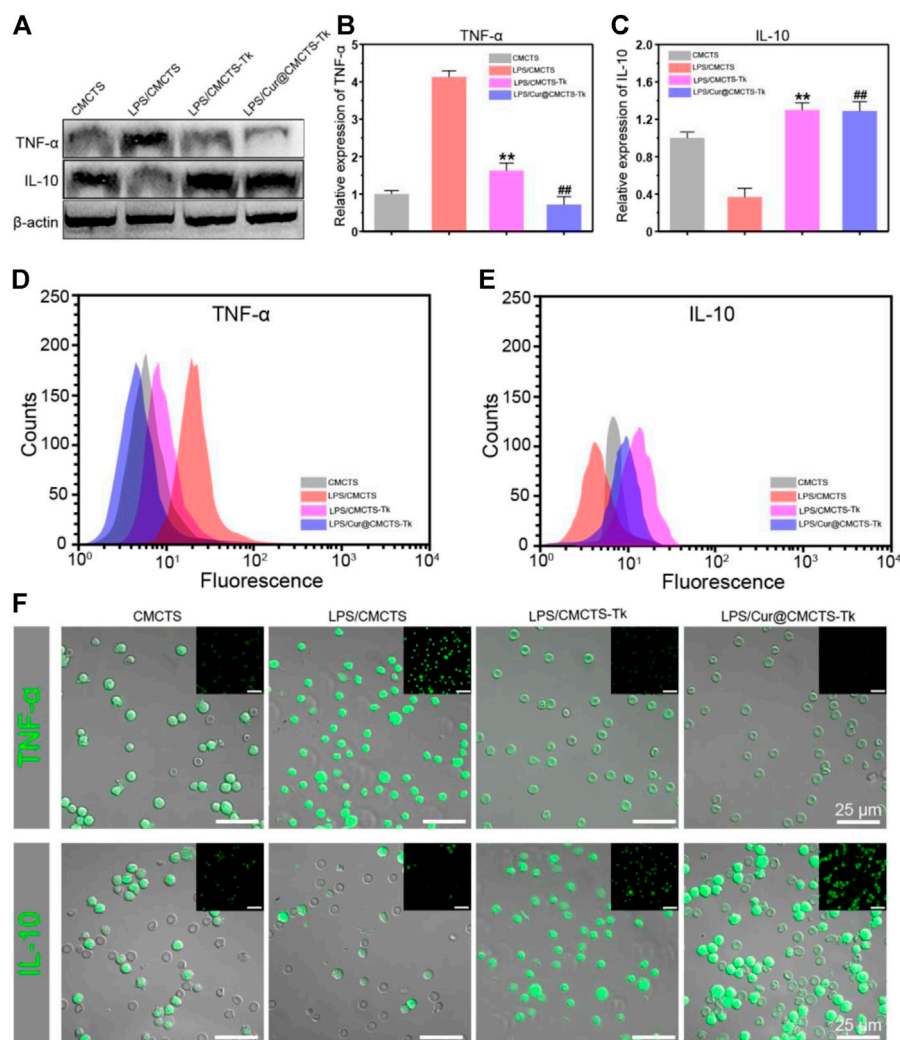 A
CMCTS
LPS/CMCTS
LPS/CMCTS-Tk
LPS/Cur@CMCTS-Tk
TNF-α
IL-10
β-actin
B
TNF-α
Relative expression of TNF-α
5
4
2
1
0
CMCTS
LPS/CMCTS
LPS/CMCTS-Tk
LPS/Cur@CMCTS-Tk
**
##
C
IL-10
Relative expression of IL-10
2.0
1.6
1.2
0.8
0.4
0
CMCTS
LPS/CMCTS
LPS/CMCTS-Tk
LPS/Cur@CMCTS-Tk
**
##
D
TNF-α
Counts
250
200
150
100
50
0
10⁰
10¹
10²
10³
10⁴
Fluorescence
CMCTS
LPS/CMCTS
LPS/CMCTS-Tk
LPS/Cur@CMCTS-Tk
E
IL-10
Counts
250
200
150
100
50
0
10⁰
10¹
10²
10³
10⁴
Fluorescence
CMCTS
LPS/CMCTS
LPS/CMCTS-Tk
LPS/Cur@CMCTS-Tk
F
CMCTS
LPS/CMCTS
LPS/CMCTS-Tk
LPS/Cur@CMCTS-Tk
TNF-α
25 μm
IL-10
25 μm